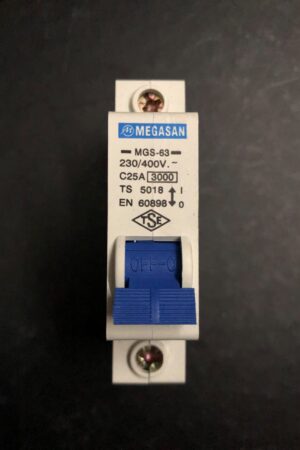 MEGASAN
MGS-63
230/400V.~
C25A 3000
TS 5018 I
EN 60898 0
TSE
OFF-O